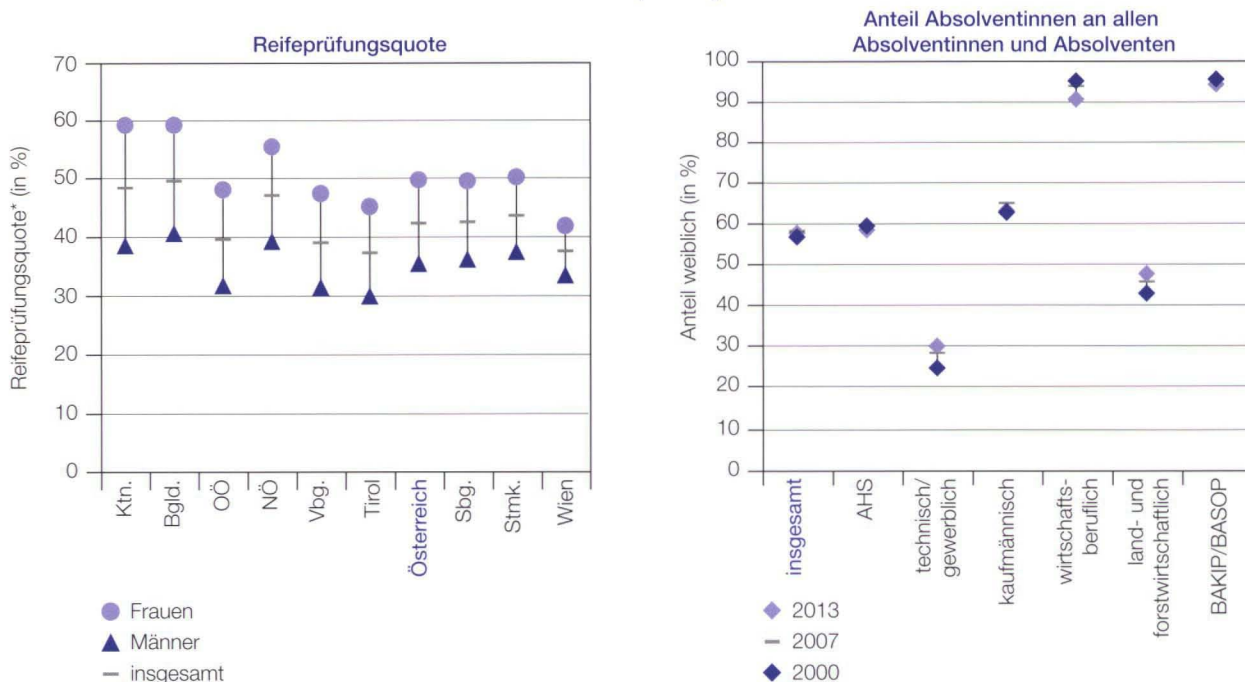 Reifeprüfungsquote
Reifeprüfungsquote* (in %)
70
60
50
40
30
20
10
0
Ktn.
Bgld.
OÖ
NÖ
Vbg.
Tirol
Österreich
Sbg.
Stmk.
Wien
Frauen
Männer
insgesamt
Anteil Absolventinnen an allen
Absolventinnen und Absolventen
Anteil weiblich (in %)
100
90
80
70
60
50
40
30
20
10
0
insgesamt
AHS
technisch/
gewerblich
kaufmännisch
wirtschafts-
beruflich
land- und
forstwirtschaftlich
BAKIP/BASOP
2013
2007
2000